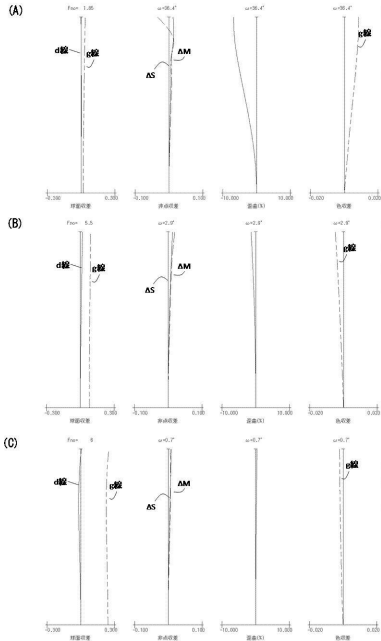 (A)
Fno= 1.85 ω=36.4° ω=36.4° ω=36.4°
d線 g線 ΔS ΔM g線
-0.300 0.300 -0.100 0.100 -10.000 10.000 -0.020 0.020
球面収差 非点収差 歪曲(%) 色収差
(B)
Fno= 5.5 ω=2.9° ω=2.9° ω=2.9°
d線 g線 ΔS ΔM g線
-0.300 0.300 -0.100 0.100 -10.000 10.000 -0.020 0.020
球面収差 非点収差 歪曲(%) 色収差
(C)
Fno= 6 ω=0.7° ω=0.7° ω=0.7°
d線 g線 ΔS ΔM g線
-0.300 0.300 -0.100 0.100 -10.000 10.000 -0.020 0.020
球面収差 非点収差 歪曲(%) 色収差